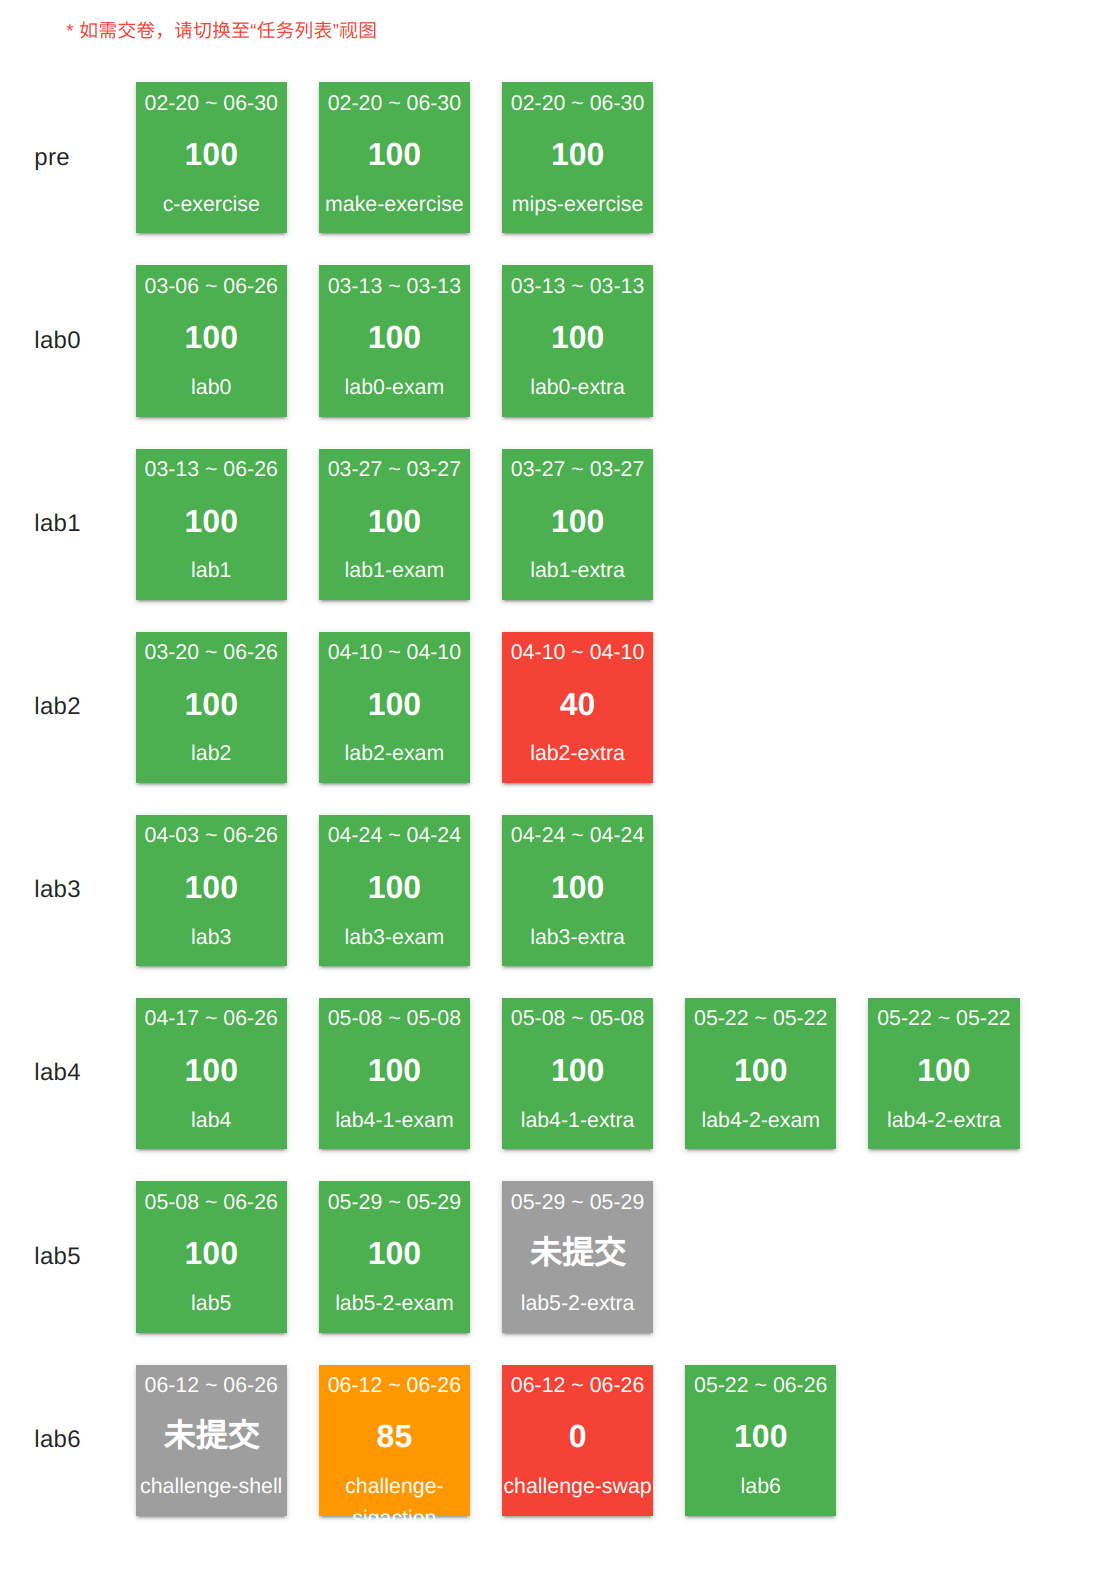 * 如需交卷，请切换至“任务列表”视图
02-20 ~ 06-30 02-20 ~ 06-30 02-20 ~ 06-30
pre 100 100 100
c-exercise make-exercise mips-exercise
03-06 ~ 06-26 03-13 ~ 03-13 03-13 ~ 03-13
lab0 100 100 100
lab0 lab0-exam lab0-extra
03-13 ~ 06-26 03-27 ~ 03-27 03-27 ~ 03-27
lab1 100 100 100
lab1 lab1-exam lab1-extra
03-20 ~ 06-26 04-10 ~ 04-10 04-10 ~ 04-10
lab2 100 100 40
lab2 lab2-exam lab2-extra
04-03 ~ 06-26 04-24 ~ 04-24 04-24 ~ 04-24
lab3 100 100 100
lab3 lab3-exam lab3-extra
04-17 ~ 06-26 05-08 ~ 05-08 05-08 ~ 05-08 05-22 ~ 05-22 05-22 ~ 05-22
lab4 100 100 100 100 100
lab4 lab4-1-exam lab4-1-extra lab4-2-exam lab4-2-extra
05-08 ~ 06-26 05-29 ~ 05-29 05-29 ~ 05-29
lab5 100 100 未提交
lab5 lab5-2-exam lab5-2-extra
06-12 ~ 06-26 06-12 ~ 06-26 06-12 ~ 06-26 05-22 ~ 06-26
lab6 未提交 85 0 100
challenge-shell challenge- challenge-swap lab6
sigaction